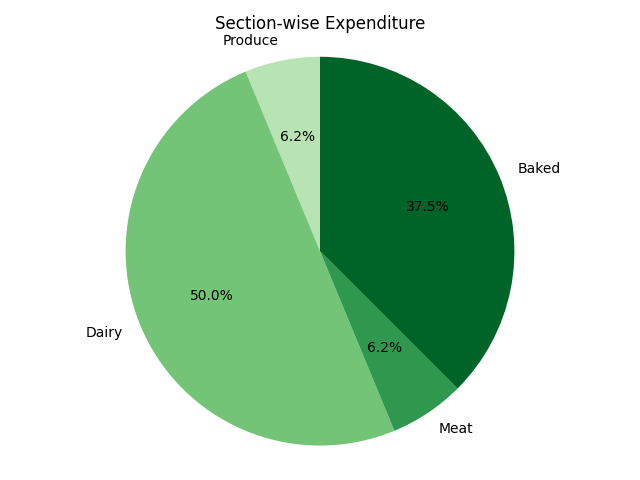 Section-wise Expenditure
Produce
6.2%
Baked
37.5%
50.0%
Dairy
6.2%
Meat